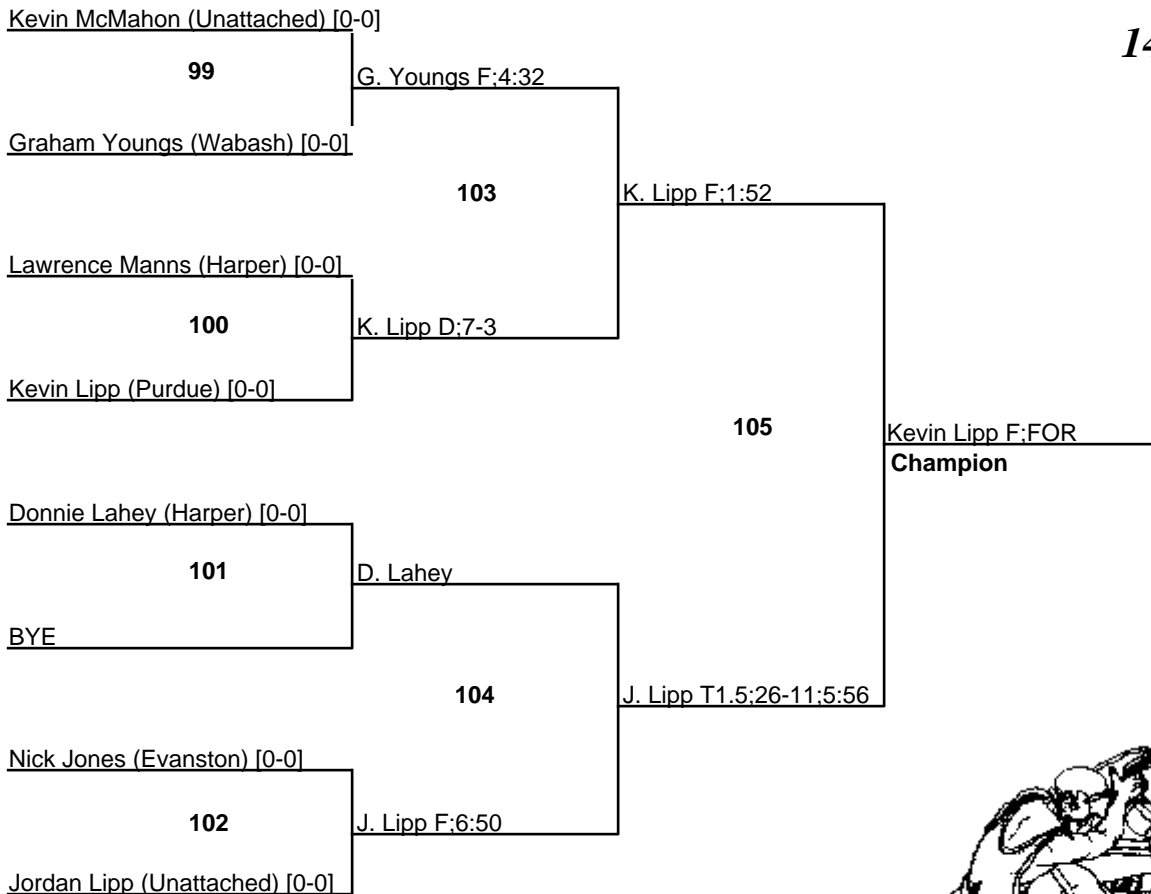 Kevin McMahon (Unattached) [0-0]
14
99
G. Youngs F;4:32
Graham Youngs (Wabash) [0-0]
103
K. Lipp F;1:52
Lawrence Manns (Harper) [0-0]
100
K. Lipp D;7-3
Kevin Lipp (Purdue) [0-0]
105
Kevin Lipp F;FOR
Champion
Donnie Lahey (Harper) [0-0]
101
D. Lahey
BYE
104
J. Lipp T1.5;26-11;5:56
Nick Jones (Evanston) [0-0]
102
J. Lipp F;6:50
Jordan Lipp (Unattached) [0-0]